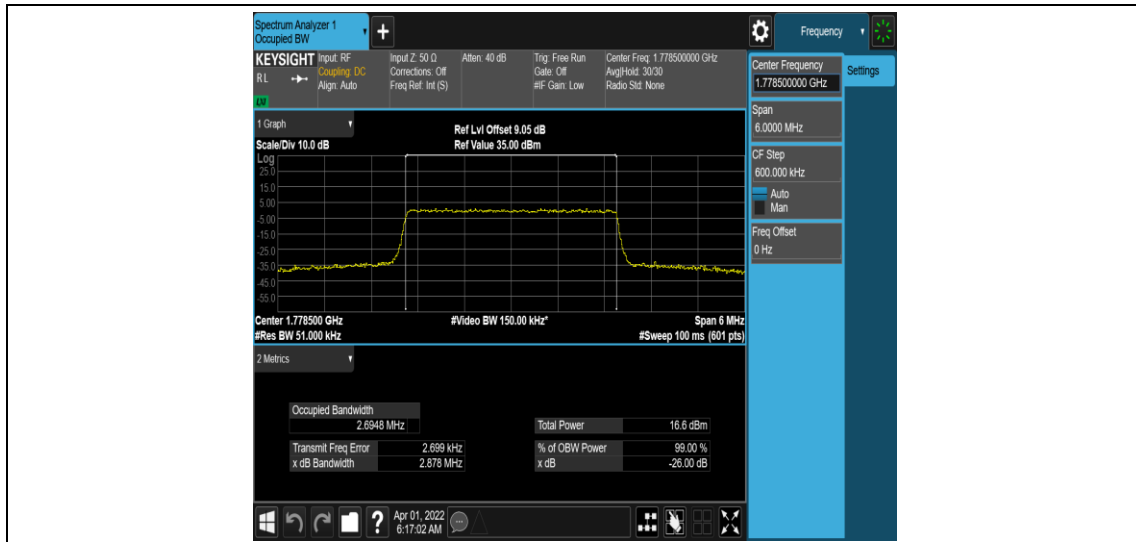 Spectrum Analyzer 1
Occupied BW
+
Frequency
KEYSIGHT
RL
LXI
Input: RF
Coupling: DC
Align: Auto
Input Z: 50 Ω
Corrections: Off
Freq Ref: Int (S)
Atten: 40 dB
Trig: Free Run
Gate: Off
#IF Gain: Low
Center Freq: 1.778500000 GHz
Avg|Hold: 30/30
Radio Std: None
Center Frequency
1.778500000 GHz
Settings
Span
6.0000 MHz
CF Step
600.000 kHz
Auto
Man
Freq Offset
0 Hz
1 Graph
Scale/Div 10.0 dB
Ref Lvl Offset 9.05 dB
Ref Value 35.00 dBm
Log
25.0
15.0
5.00
-5.00
-15.0
-25.0
-35.0
-45.0
-55.0
Center 1.778500 GHz
#Video BW 150.00 kHz*
Span 6 MHz
#Res BW 51.000 kHz
#Sweep 100 ms (601 pts)
2 Metrics
Occupied Bandwidth
2.6948 MHz
Total Power 16.6 dBm
Transmit Freq Error 2.699 kHz
% of OBW Power 99.00 %
x dB Bandwidth 2.878 MHz
x dB -26.00 dB
?
Apr 01, 2022
6:17:02 AM